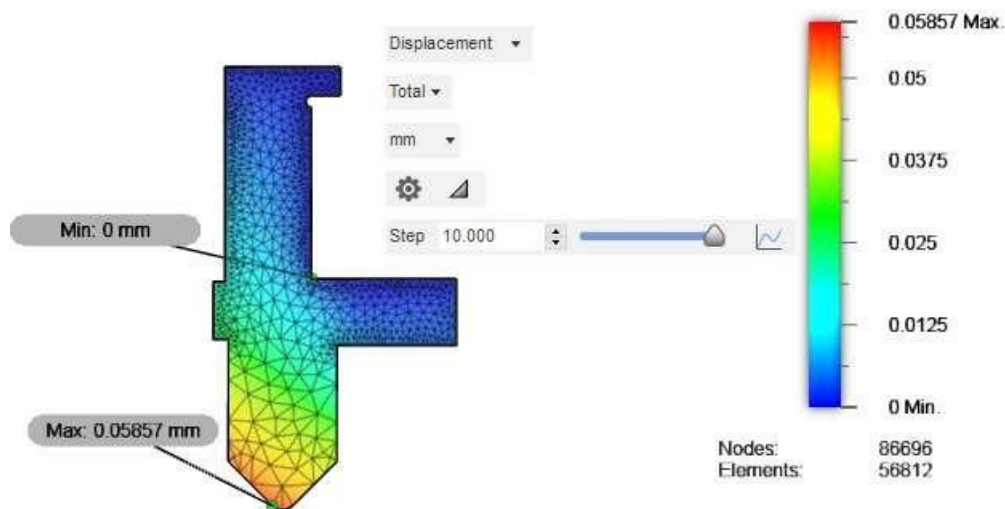 Displacement
Total
mm
Step 10.000
Min: 0 mm
Max: 0.05857 mm
0.05857 Max.
0.05
0.0375
0.025
0.0125
0 Min.
Nodes: 86696
Elements: 56812